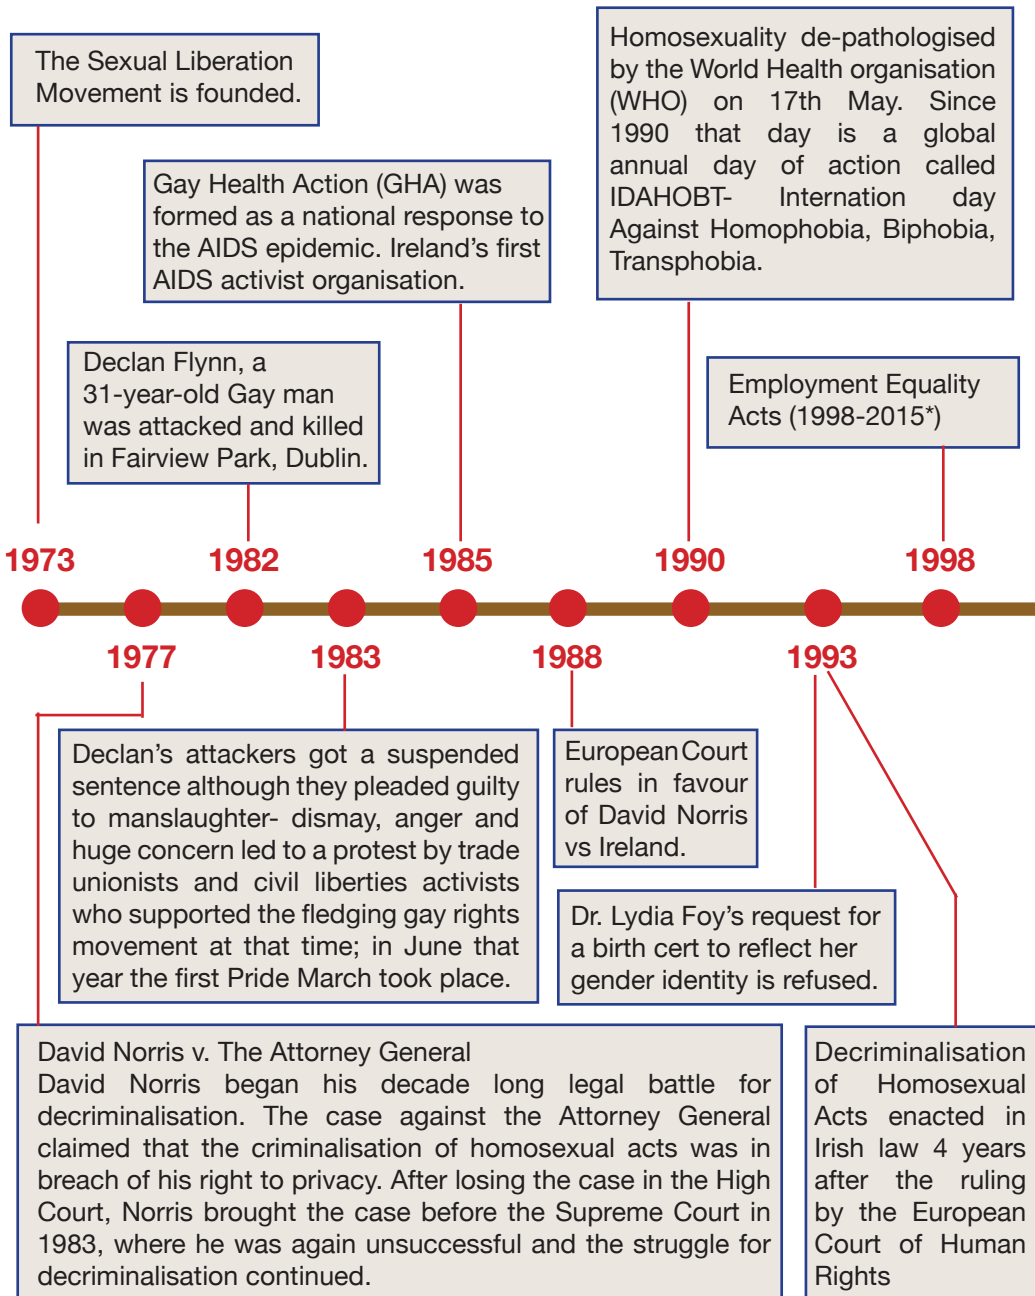 The Sexual Liberation
Movement is founded.
Gay Health Action (GHA) was
formed as a national response to
the AIDS epidemic. Ireland's first
AIDS activist organisation.
Homosexuality de-pathologised
by the World Health organisation
(WHO) on 17th May. Since
1990 that day is a global
annual day of action called
IDAHOBT- Internation day
Against Homophobia, Biphobia,
Transphobia.
Declan Flynn, a
31-year-old Gay man
was attacked and killed
in Fairview Park, Dublin.
Employment Equality
Acts (1998-2015*)
1973 1982 1985 1990 1998
1977 1983 1988 1993
Declan's attackers got a suspended
sentence although they pleaded guilty
to manslaughter- dismay, anger and
huge concern led to a protest by trade
unionists and civil liberties activists
who supported the fledging gay rights
movement at that time; in June that
year the first Pride March took place.
European Court
rules in favour
of David Norris
vs Ireland.
Dr. Lydia Foy's request for
a birth cert to reflect her
gender identity is refused.
David Norris v. The Attorney General
David Norris began his decade long legal battle for
decriminalisation. The case against the Attorney General
claimed that the criminalisation of homosexual acts was in
breach of his right to privacy. After losing the case in the High
Court, Norris brought the case before the Supreme Court in
1983, where he was again unsuccessful and the struggle for
decriminalisation continued.
Decriminalisation
of Homosexual
Acts enacted in
Irish law 4 years
after the ruling
by the European
Court of Human
Rights